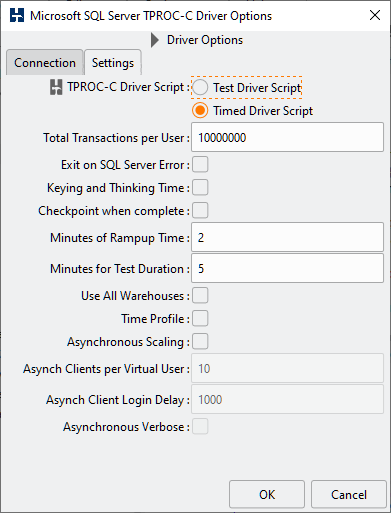 Microsoft SQL Server TPROC-C Driver Options
Driver Options
Connection Settings
TPROC-C Driver Script : Test Driver Script
Timed Driver Script
Total Transactions per User : 10000000
Exit on SQL Server Error :
Keying and Thinking Time :
Checkpoint when complete :
Minutes of Rampup Time : 2
Minutes for Test Duration : 5
Use All Warehouses :
Time Profile :
Asynchronous Scaling :
Asynch Clients per Virtual User : 10
Asynch Client Login Delay : 1000
Asynchronous Verbose :
OK Cancel